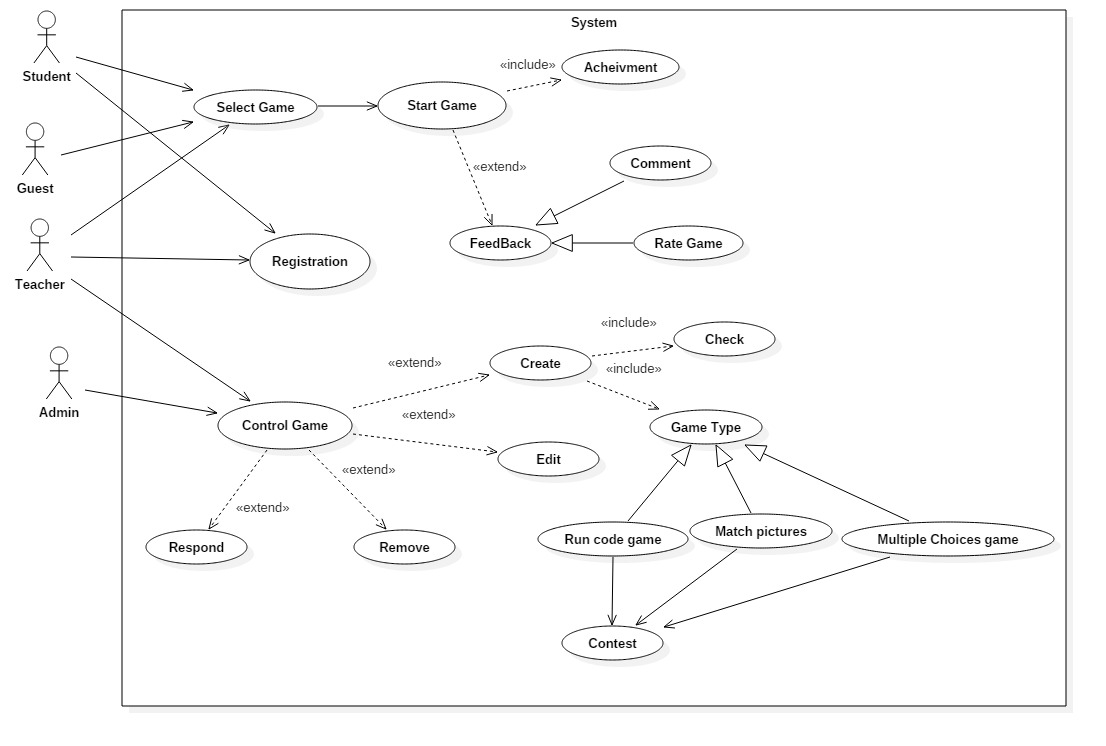 System
Student
«include»
Acheivment
Select Game
Start Game
Guest
«extend»
Comment
Teacher
Registration
FeedBack
Rate Game
Admin
«include»
Check
«extend»
Create
«include»
Control Game
«extend»
Game Type
Edit
«extend»
«extend»
Respond
Remove
Run code game
Match pictures
Multiple Choices game
Contest